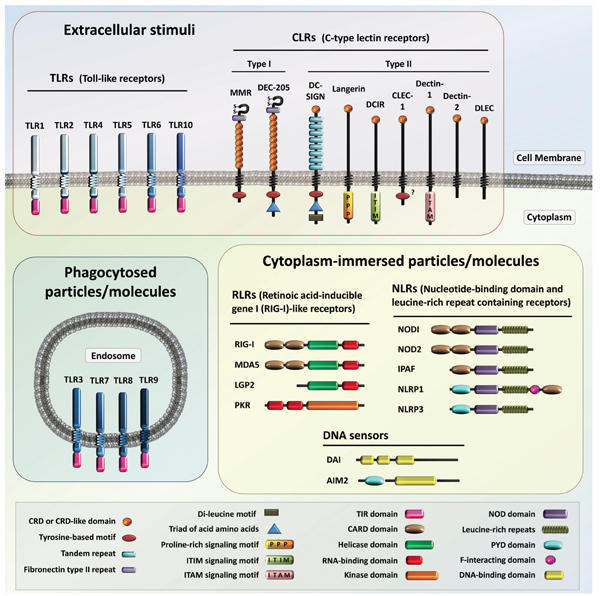 Extracellular stimuli
CLRs (C-type lectin receptors)
TLRs (Toll-like receptors)
Type I
Type II
MMR
DEC-205
DC-
SIGN
Langerin
DCIR
CLEC-
1
Dectin-
1
Dectin-
2
DLEC
TLR1
TLR2
TLR4
TLR5
TLR6
TLR10
S
S
S
S
Cell Membrane
?
P P P
I T I M
I T A M
Cytoplasm
Phagocytosed
particles/molecules
Endosome
TLR3
TLR7
TLR8
TLR9
Cytoplasm-immersed particles/molecules
RLRs (Retinoic acid-inducible
gene I (RIG-I)-like receptors)
RIG-I
MDA5
LGP2
PKR
NLRs (Nucleotide-binding domain and
leucine-rich repeat containing receptors)
NODI
NOD2
IPAF
NLRP1
NLRP3
DNA sensors
DAI
AIM2
CRD or CRD-like domain
Tyrosine-based motif
Tandem repeat
Fibronectin type II repeat
Di-leucine motif
Triad of acid amino acids
Proline-rich signaling motif
P P P
ITIM signaling motif
I T I M
ITAM signaling motif
I T A M
TIR domain
CARD domain
Helicase domain
RNA-binding domain
Kinase domain
NOD domain
Leucine-rich repeats
PYD domain
F-interacting domain
DNA-binding domain